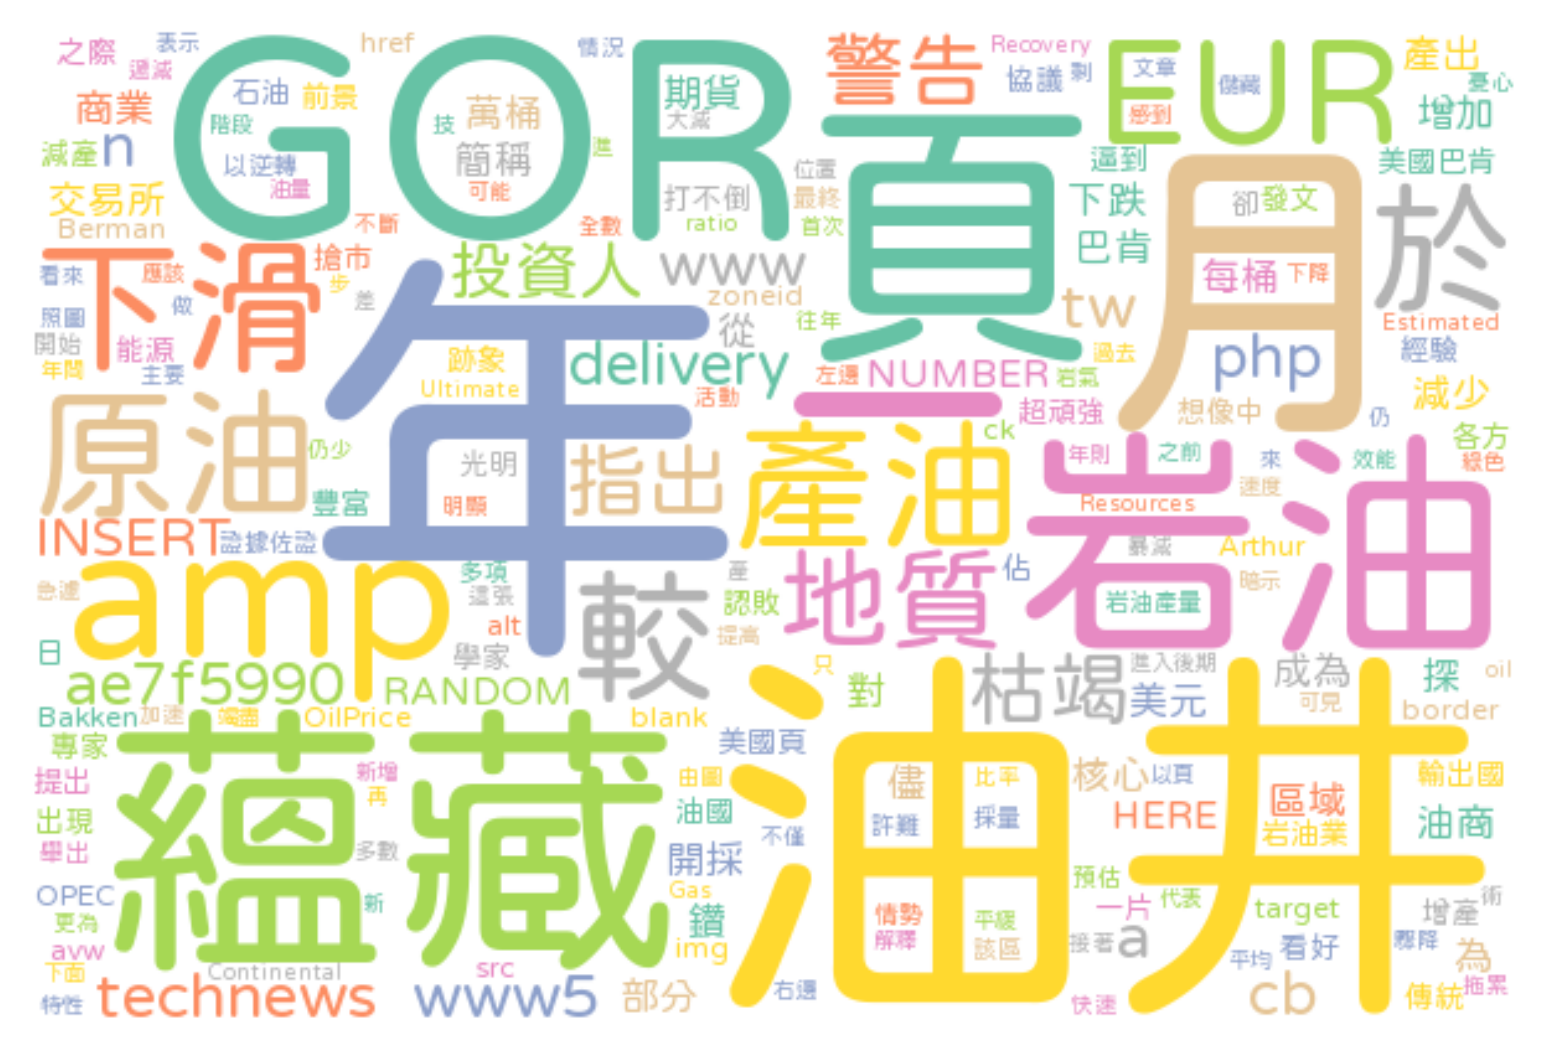 之際 表示 href 情況 警告 Recovery 協議 剩 文章 儲藏 產出 憂心
遞減 商業 石油 前景 GOR 期貨 EUR 感到 增加
階段 技 萬桶 大減 頁 月
減產 n 以逆轉 簡稱 進 位置 逼到 美國巴肯
交易所 油量 可能 打不倒 最終 下跌 卻 發文 於
Berman 不斷 全數 ratio 首次 巴肯
下滑 看來 應該 搶市 投資人 www 每桶 下降
步 做 差 zoneid tw
照圖 從 往年 Estimated
開始 能源 年 跡象 delivery 過去 php 經驗
年間 主要 Ultimate 活動 左邊 NUMBER 岩氣 減少
一 超頑強 想像中 仍
原油 仍少 光明 指出 產油 ck 年則 之前 來 效能 各方 綠色
豐富 明顯 Resources 速度 岩油
INSERT 證據佐證 暴減 Arthur
急遽 amp 多項 這張 較 產 地質 佔 岩油產量 暗示
日 alt 學家 認敗 提高
ae7f5990 RANDOM 只 對 枯竭 進入後期 成為 探 oil
Bakken 加速 竭盡 OilPrice blank 美元 可見 border
專家 蘊藏 美國頁 油井 核心 以頁 輸出國
提出 新增 由圖 儘 比率 區域
出現 再 油國 許難 採量 HERE 岩油業 油商
舉出 多數 不僅
OPEC 開採 預估
更為 新 Gas 鑽 情勢 平緩 一片 代表 target 增產 術
avw img 解釋 該區 接著 a 看好 驟降
下面 Continental src 平均 為
特性 technews www5 部分 右邊 快速 cb 傳統 拖累